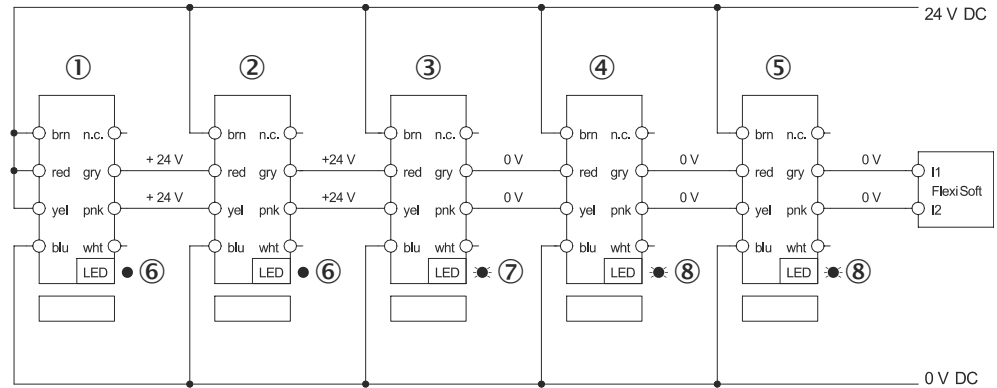 24 V DC
① ② ③ ④ ⑤
brn n.c. brn n.c. brn n.c. brn n.c. brn n.c.
+ 24 V +24 V 0 V 0 V 0 V I1
red gry red gry red gry red gry red gry
FlexiSoft
+ 24 V +24 V 0 V 0 V 0 V I2
yel pnk yel pnk yel pnk yel pnk yel pnk
blu wht blu wht blu wht blu wht blu wht
LED ⑥ LED ⑥ LED ⑦ LED ⑧ LED ⑧
0 V DC